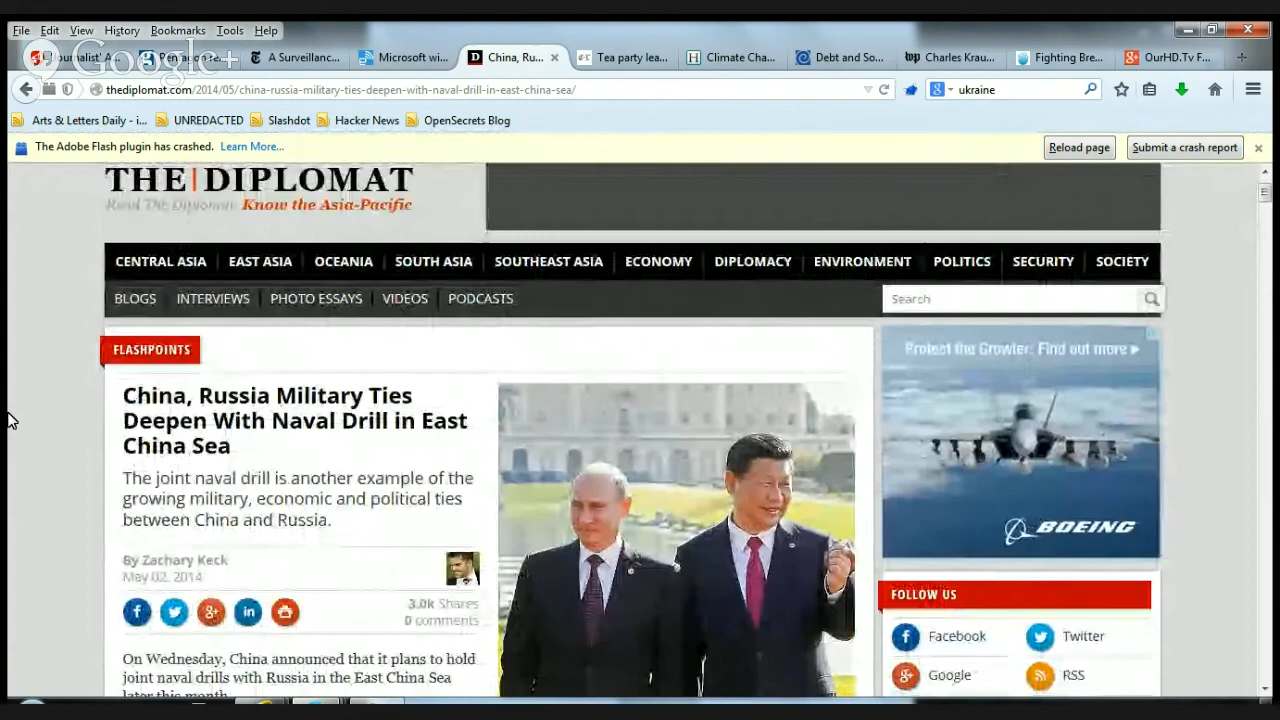 File Edit View History Bookmarks Tools Help
Google+
A Surveillanc...
Microsoft wi...
China, Ru...
Tea party lea...
Climate Cha...
Debt and So...
Charles Krau...
Fighting Bre...
OurHD.Tv F...
thediplomat.com/2014/05/china-russia-military-ties-deepen-with-naval-drill-in-east-china-sea/
ukraine
Arts & Letters Daily - i...
UNREDACTED
Slashdot
Hacker News
OpenSecrets Blog
The Adobe Flash plugin has crashed. Learn More...
Reload page
Submit a crash report
THE DIPLOMAT
Read The Diplomat, Know the Asia-Pacific
CENTRAL ASIA EAST ASIA OCEANIA SOUTH ASIA SOUTHEAST ASIA ECONOMY DIPLOMACY ENVIRONMENT POLITICS SECURITY SOCIETY
BLOGS INTERVIEWS PHOTO ESSAYS VIDEOS PODCASTS
Search
FLASHPOINTS
China, Russia Military Ties
Deepen With Naval Drill in East
China Sea
The joint naval drill is another example of the
growing military, economic and political ties
between China and Russia.
By Zachary Keck
May 02, 2014
3.0k Shares
0 comments
On Wednesday, China announced that it plans to hold
joint naval drills with Russia in the East China Sea
later this month.
Protect the Growler. Find out more
BOEING
FOLLOW US
Facebook
Twitter
Google
RSS